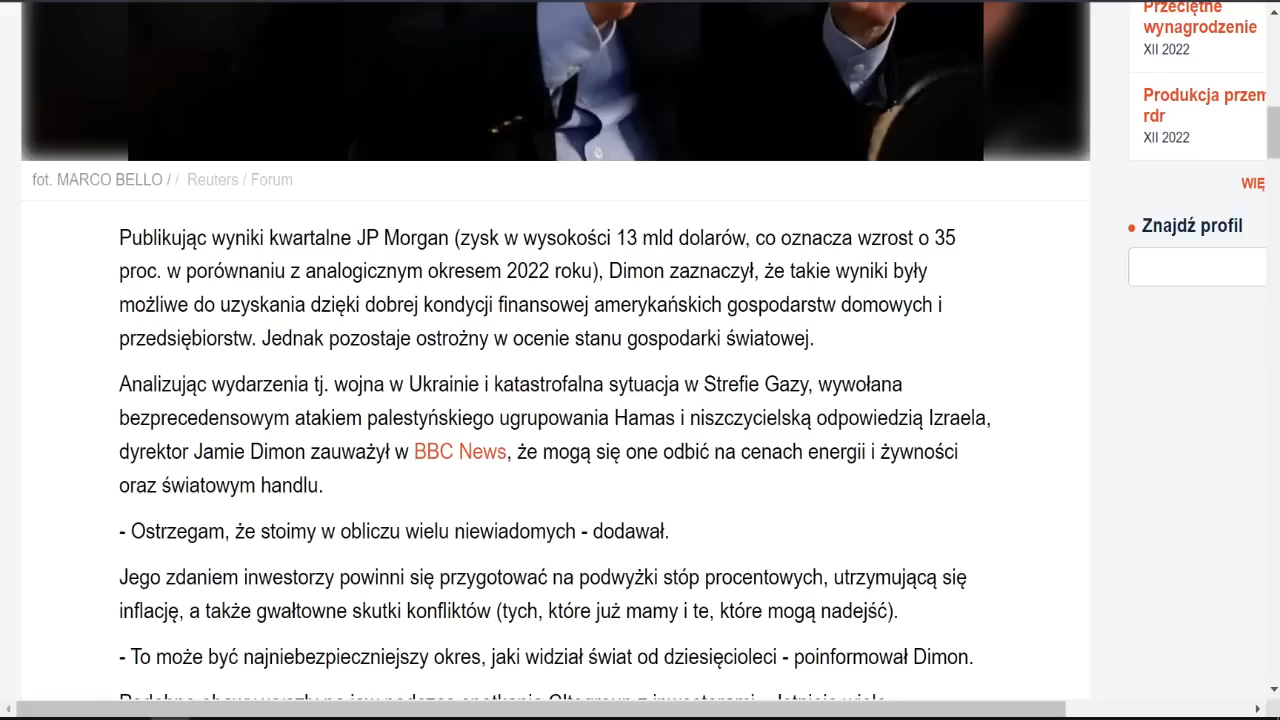 Przeciętne
wynagrodzenie
XII 2022
Produkcja przem
rdr
XII 2022
WIĘ
Znajdź profil
fot. MARCO BELLO / / Reuters / Forum
Publikując wyniki kwartalne JP Morgan (zysk w wysokości 13 mld dolarów, co oznacza wzrost o 35
proc. w porównaniu z analogicznym okresem 2022 roku), Dimon zaznaczył, że takie wyniki były
możliwe do uzyskania dzięki dobrej kondycji finansowej amerykańskich gospodarstw domowych i
przedsiębiorstw. Jednak pozostaje ostrożny w ocenie stanu gospodarki światowej.
Analizując wydarzenia tj. wojna w Ukrainie i katastrofalna sytuacja w Strefie Gazy, wywołana
bezprecedensowym atakiem palestyńskiego ugrupowania Hamas i niszczycielską odpowiedzią Izraela,
dyrektor Jamie Dimon zauważył w BBC News, że mogą się one odbić na cenach energii i żywności
oraz światowym handlu.
- Ostrzegam, że stoimy w obliczu wielu niewiadomych - dodawał.
Jego zdaniem inwestorzy powinni się przygotować na podwyżki stóp procentowych, utrzymującą się
inflację, a także gwałtowne skutki konfliktów (tych, które już mamy i te, które mogą nadejść).
- To może być najniebezpieczniejszy okres, jaki widział świat od dziesięcioleci - poinformował Dimon.